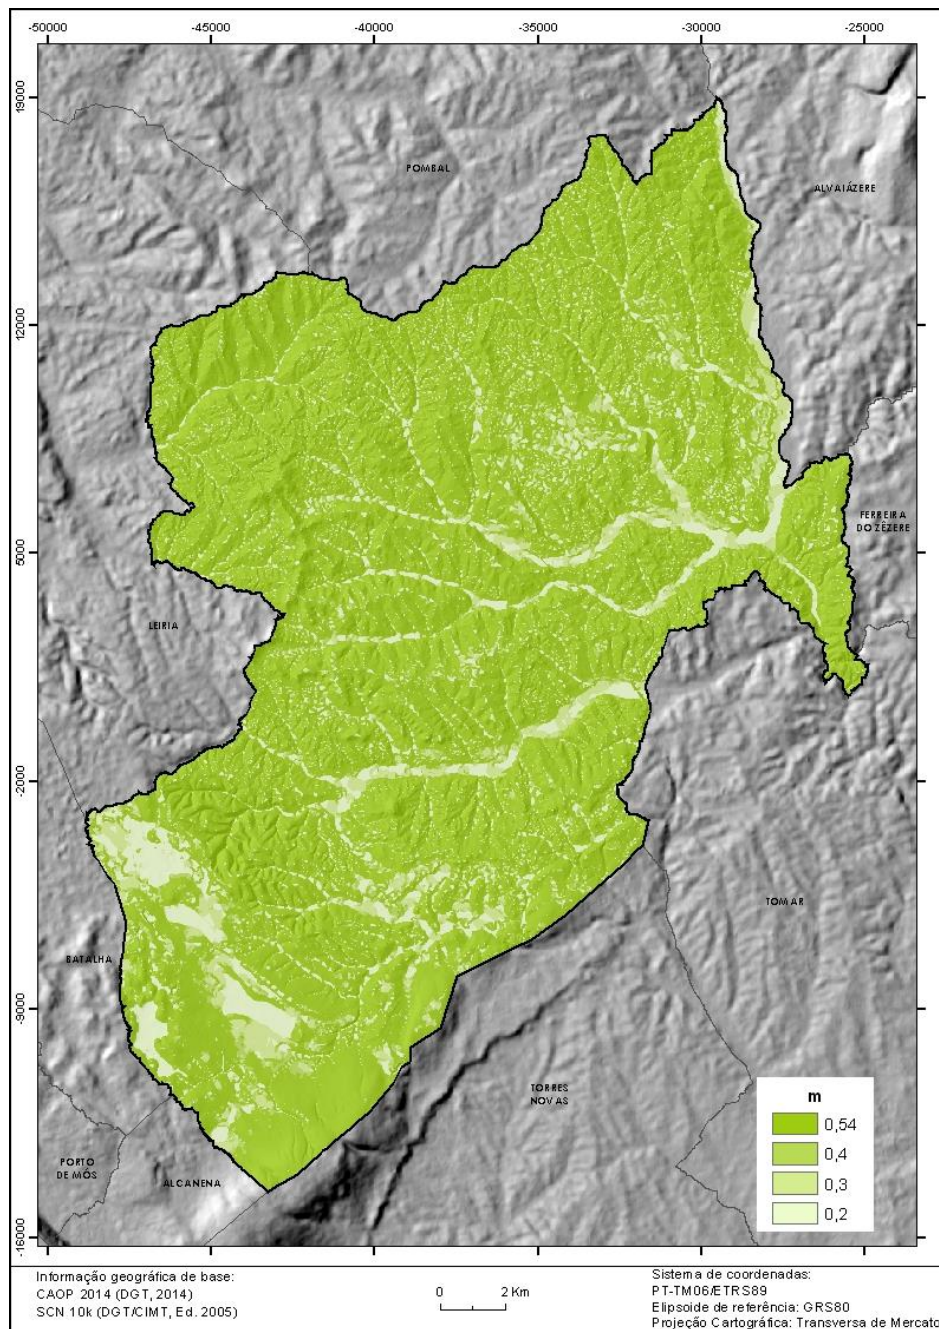 -50000 -45000 -40000 -35000 -30000 -25000
19000
POMBAL
ALVAIÁZERE
12000
FERREIRA
DO ZÊZERE
5000
LEIRIA
-2000
TOMAR
BATALHA
-9000
TORRES
NOVAS
m
0,54
0,4
0,3
0,2
PORTO
DE MÓS
ALCANENA
-16000
Informação geográfica de base:
CAOP 2014 (DGT, 2014)
SCN 10k (DGT/CIMT, Ed. 2005)
0 2 Km
Sistema de coordenadas:
PT-TM06/ETRS89
Elipsoide de referência: GRS80
Projeção Cartográfica: Transversa de Mercato